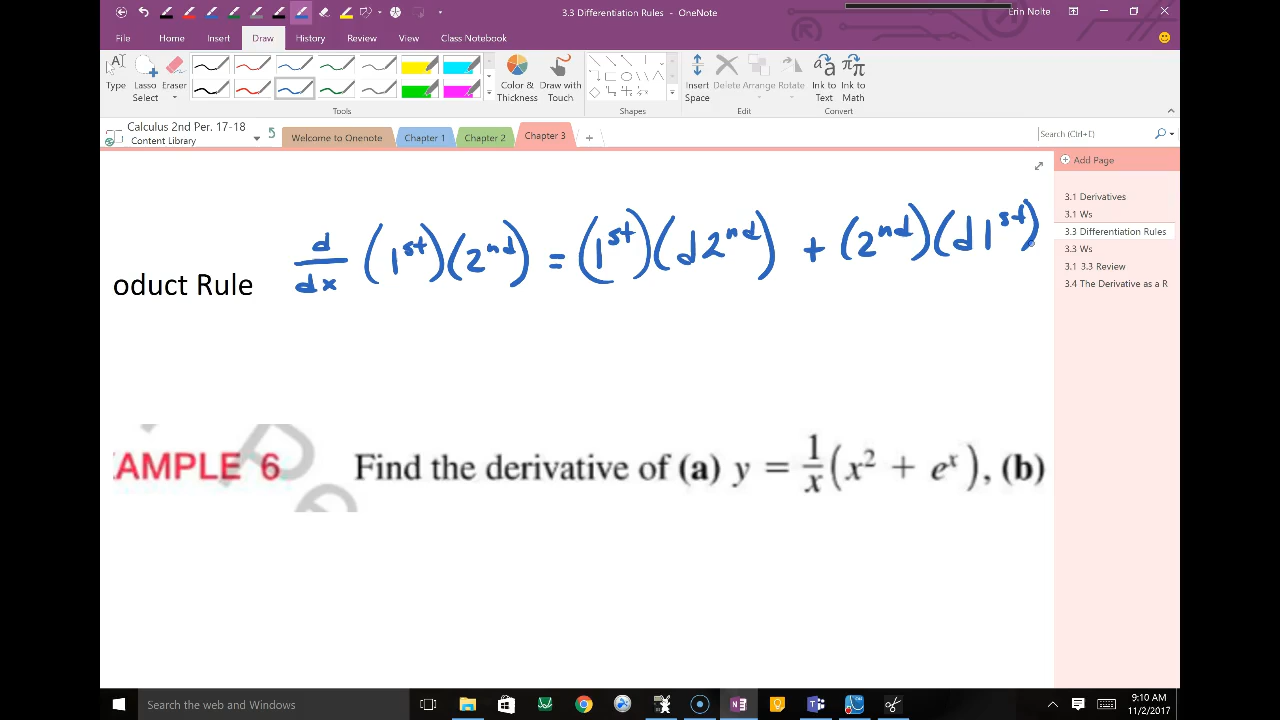 3.3 Differentiation Rules - OneNote
Erin Nolte
File Home Insert Draw History Review View Class Notebook
Type Lasso Select Eraser Color & Thickness Draw with Touch Insert Space Delete Arrange Rotate Ink to Text Ink to Math
Tools Shapes Edit Convert
Calculus 2nd Per. 17-18
Content Library
Welcome to Onenote Chapter 1 Chapter 2 Chapter 3
Search (Ctrl+E)
Add Page
3.1 Derivatives
3.1 Ws
3.3 Differentiation Rules
3.3 Ws
3.1 3.3 Review
3.4 The Derivative as a R
d/dx (1st)(2nd) = (1st)(d2nd) + (2nd)(d1st)
oduct Rule
AMPLE 6 Find the derivative of (a) y = 1/x (x² + eˣ), (b)
Search the web and Windows
9:10 AM
11/2/2017